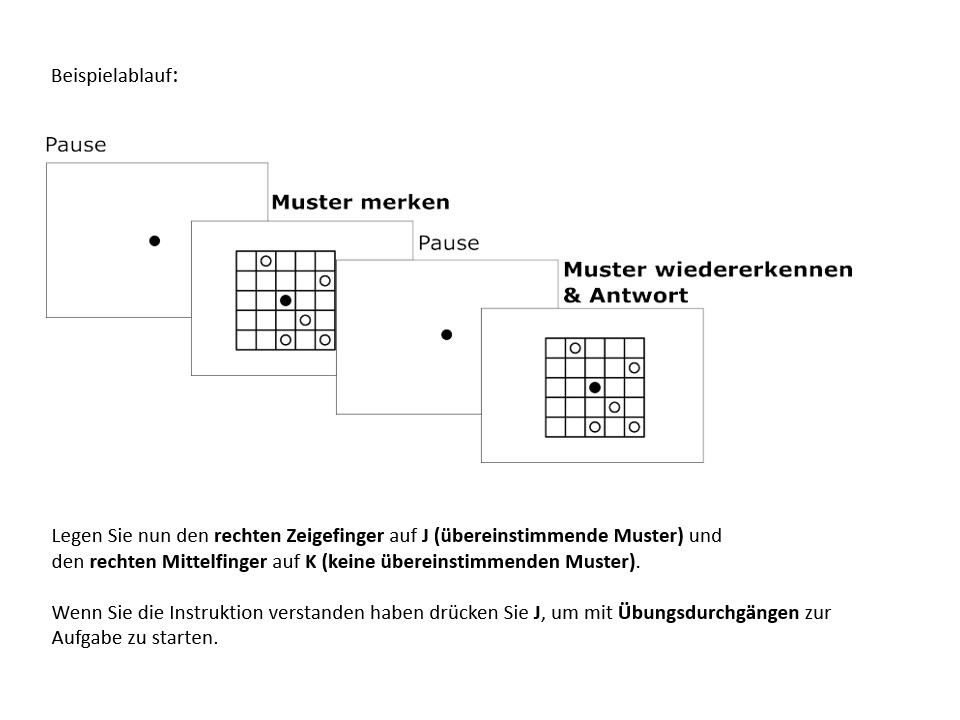 Beispielablauf:
Pause
Muster merken
Pause
Muster wiedererkennen
& Antwort
Legen Sie nun den rechten Zeigefinger auf J (übereinstimmende Muster) und
den rechten Mittelfinger auf K (keine übereinstimmenden Muster).
Wenn Sie die Instruktion verstanden haben drücken Sie J, um mit Übungsdurchgängen zur
Aufgabe zu starten.